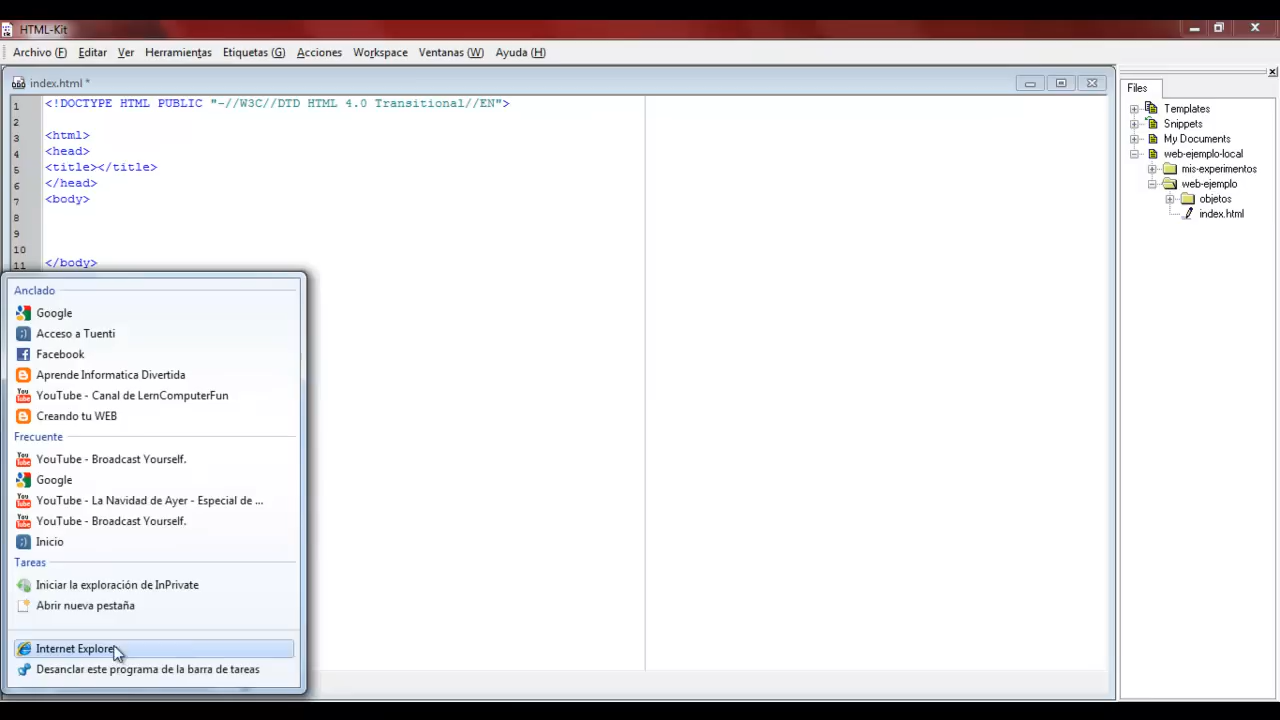 HTML-Kit
Archivo (F) Editar Ver Herramientas Etiquetas (G) Acciones Workspace Ventanas (W) Ayuda (H)
index.html *
1 <!DOCTYPE HTML PUBLIC "-//W3C//DTD HTML 4.0 Transitional//EN">
2
3 <html>
4 <head>
5 <title></title>
6 </head>
7 <body>
8
9
10 </body>
11
Anclado
Google
Acceso a Tuenti
Facebook
Aprende Informatica Divertida
YouTube - Canal de LernComputerFun
Creando tu WEB
Frecuente
YouTube - Broadcast Yourself.
Google
YouTube - La Navidad de Ayer - Especial de ...
YouTube - Broadcast Yourself.
Inicio
Tareas
Iniciar la exploración de InPrivate
Abrir nueva pestaña
Internet Explorer
Desanclar este programa de la barra de tareas
Files
Templates
Snippets
My Documents
web-ejemplo-local
mis-experimentos
web-ejemplo
objetos
index.html